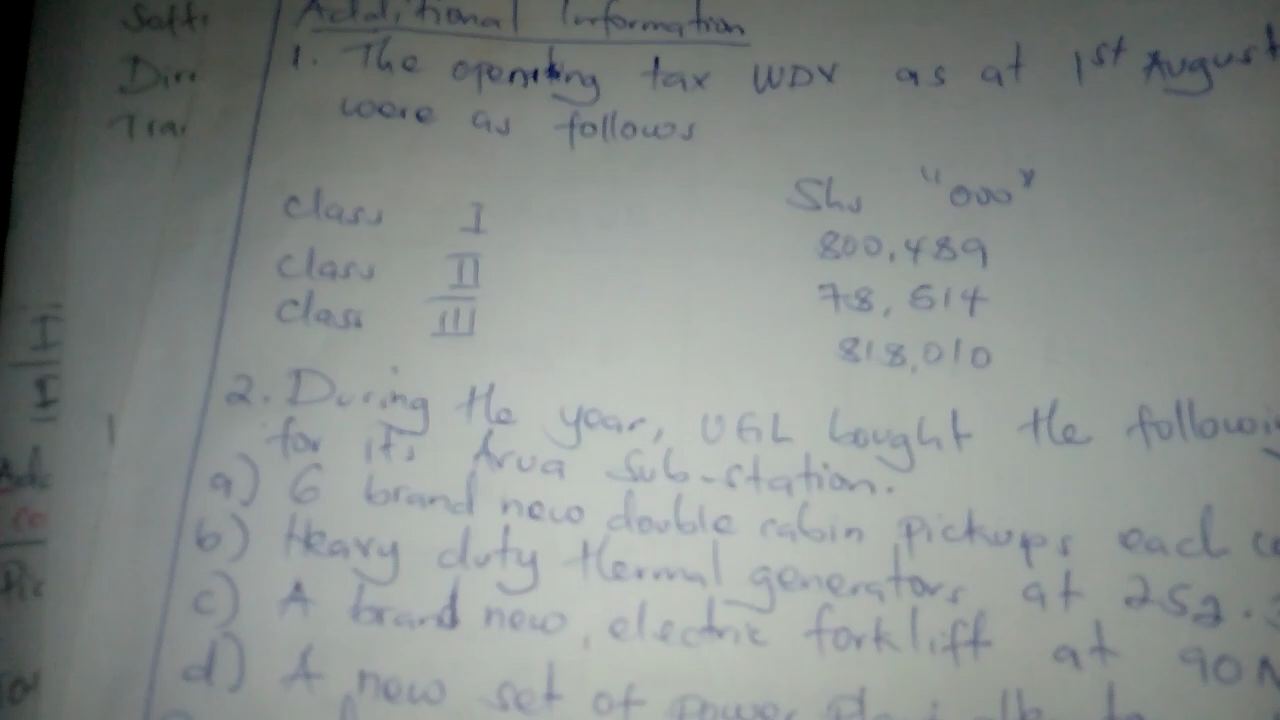 Additional Information
1. The openibng tax WDV as at 1st August
were as follows
Shs "000"
class I 800,489
class II 78,514
class III 818,010
2. During the year, UGL bought the
for its Arua Sub-station.
a) 6 brand new double cabin pickups each
b) Heavy duty thermal generators at 252.
c) A brand new, electric forklift at 90
d) A new set of power